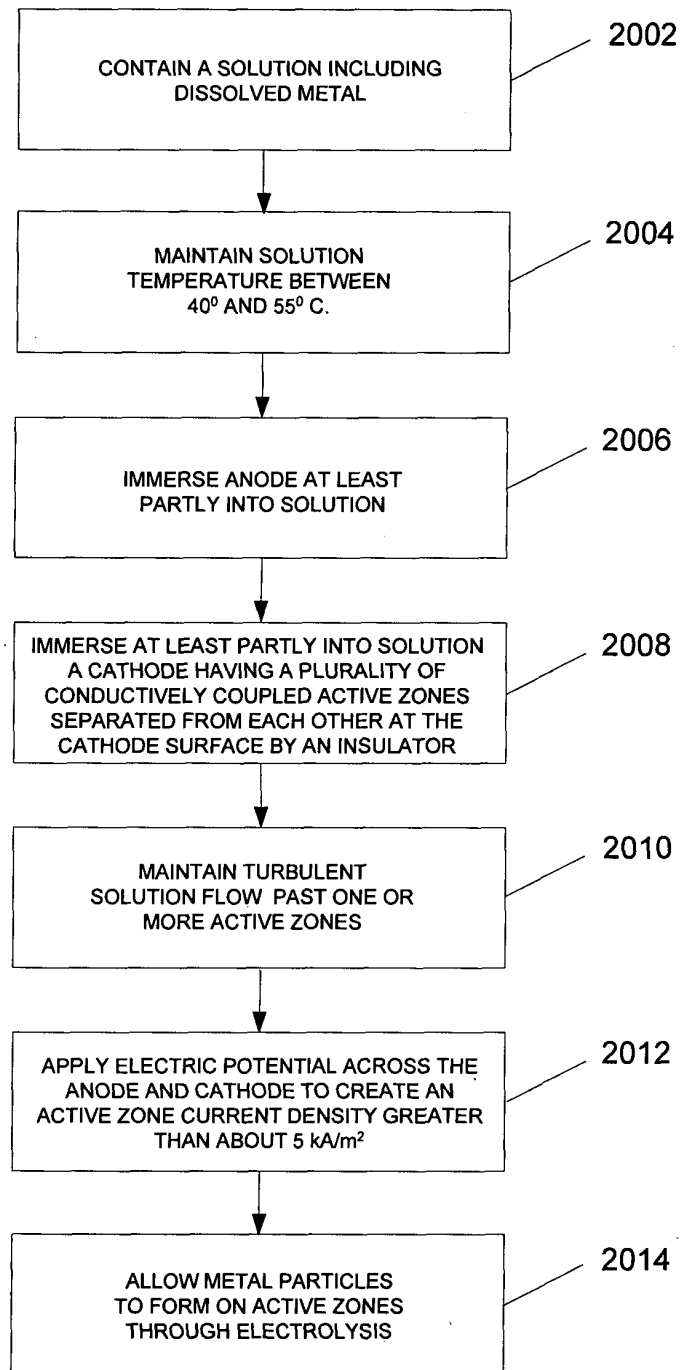 2002
CONTAIN A SOLUTION INCLUDING
DISSOLVED METAL
2004
MAINTAIN SOLUTION
TEMPERATURE BETWEEN
40⁰ AND 55⁰ C.
2006
IMMERSE ANODE AT LEAST
PARTLY INTO SOLUTION
2008
IMMERSE AT LEAST PARTLY INTO SOLUTION
A CATHODE HAVING A PLURALITY OF
CONDUCTIVELY COUPLED ACTIVE ZONES
SEPARATED FROM EACH OTHER AT THE
CATHODE SURFACE BY AN INSULATOR
2010
MAINTAIN TURBULENT
SOLUTION FLOW PAST ONE OR
MORE ACTIVE ZONES
2012
APPLY ELECTRIC POTENTIAL ACROSS THE
ANODE AND CATHODE TO CREATE AN
ACTIVE ZONE CURRENT DENSITY GREATER
THAN ABOUT 5 kA/m²
2014
ALLOW METAL PARTICLES
TO FORM ON ACTIVE ZONES
THROUGH ELECTROLYSIS